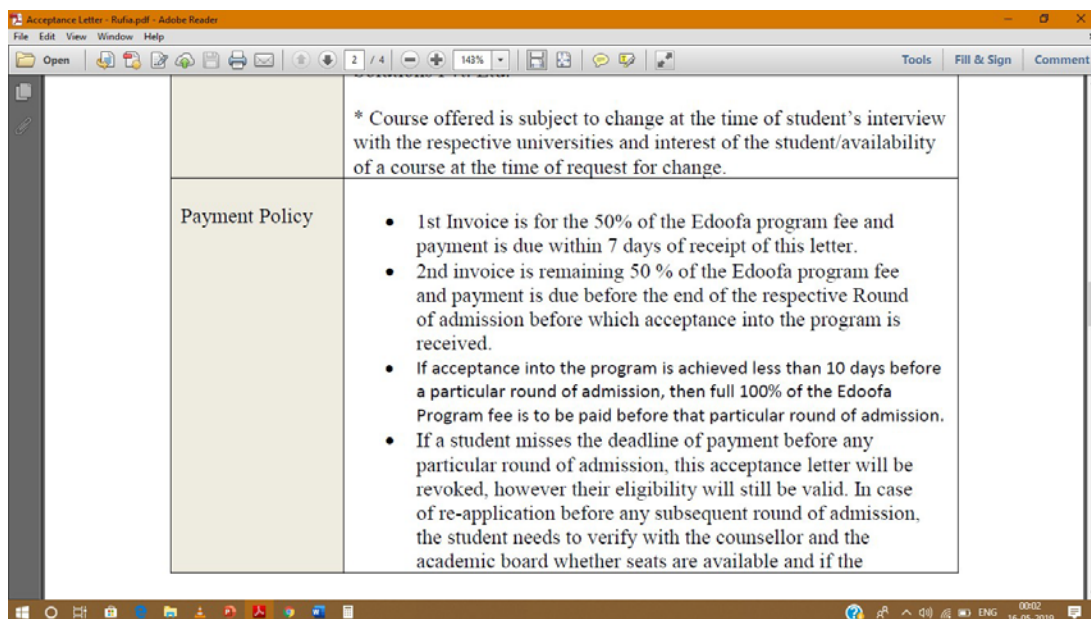 Acceptance Letter - Rufia.pdf - Adobe Reader
File Edit View Window Help
Open 2 / 4 143% Tools Fill & Sign Comment
* Course offered is subject to change at the time of student's interview
with the respective universities and interest of the student/availability
of a course at the time of request for change.
Payment Policy
• 1st Invoice is for the 50% of the Edoofa program fee and
payment is due within 7 days of receipt of this letter.
• 2nd invoice is remaining 50 % of the Edoofa program fee
and payment is due before the end of the respective Round
of admission before which acceptance into the program is
received.
• If acceptance into the program is achieved less than 10 days before
a particular round of admission, then full 100% of the Edoofa
Program fee is to be paid before that particular round of admission.
• If a student misses the deadline of payment before any
particular round of admission, this acceptance letter will be
revoked, however their eligibility will still be valid. In case
of re-application before any subsequent round of admission,
the student needs to verify with the counsellor and the
academic board whether seats are available and if the
ENG
00:02
16-05-2019